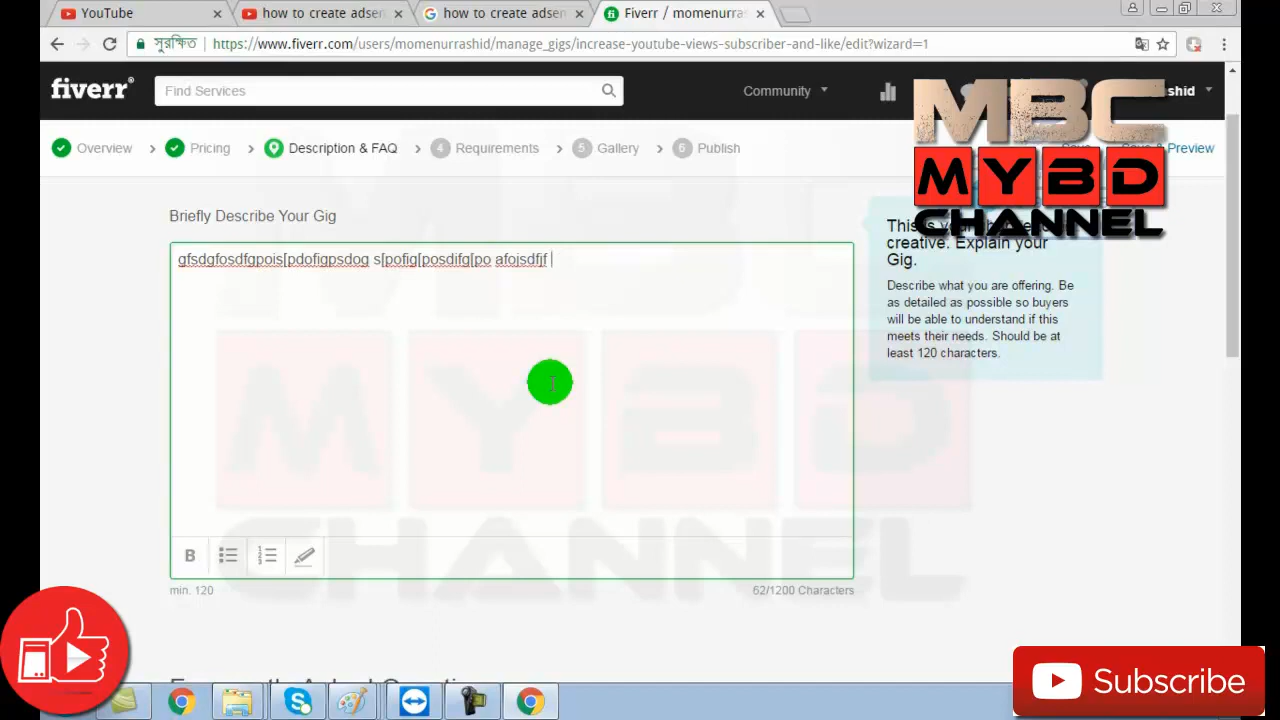 YouTube
how to create adsen
how to create adsen
Fiverr / momenurras
সুরক্ষিত
https://www.fiverr.com/users/momenurrashid/manage_gigs/increase-youtube-views-subscriber-and-like/edit?wizard=1
fiverr®
Find Services
Community
shid
MBC
MYBD
CHANNEL
Overview
Pricing
Description & FAQ
4 Requirements
5 Gallery
6 Publish
Save
& Preview
Briefly Describe Your Gig
gfsdgfosdfgpois[pdofigpsdog s[pofig[posdifg[po afojsdfjf
creative. Explain your
Gig.
Describe what you are offering. Be
as detailed as possible so buyers
will be able to understand if this
meets their needs. Should be at
least 120 characters.
MYBD
CHANNEL
B
min. 120
62/1200 Characters
Subscribe